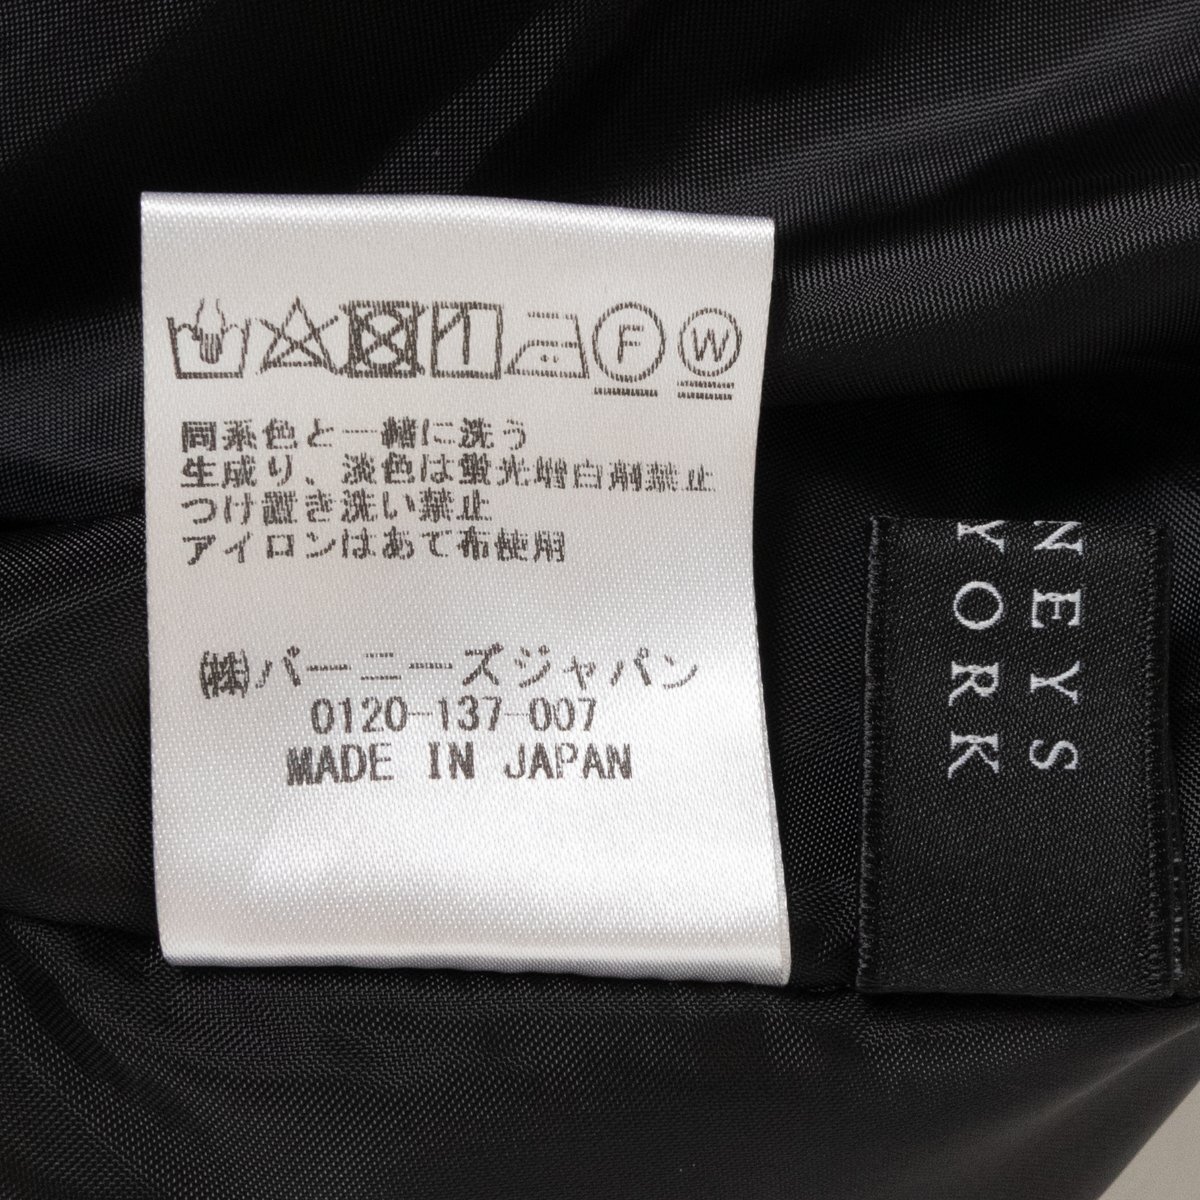 同系色と一緒に洗う
生成り、淡色は蛍光増白剤禁止
つけ置き洗い禁止
アイロンはあて布使用
(株)バーニーズジャパン
0120-137-007
MADE IN JAPAN
F
W
NEYS
YORK